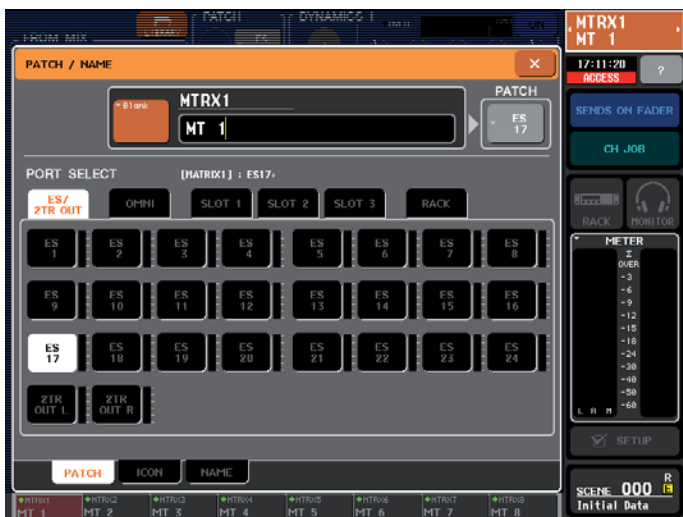 PATCH
DYNAMICS 1
FROM MIX
LIBRARY
ON
MTRX1
MT 1
PATCH / NAME
×
17:11:20
ACCESS
?
Blank
MTRX1
MT 1
PATCH
ES
17
SENDS ON FADER
CH JOB
PORT SELECT
[MATRIX1] : ES17
ES/
2TR OUT
OMNI
SLOT 1
SLOT 2
SLOT 3
RACK
RACK
MONITOR
ES 1
ES 2
ES 3
ES 4
ES 5
ES 6
ES 7
ES 8
ES 9
ES 10
ES 11
ES 12
ES 13
ES 14
ES 15
ES 16
ES 17
ES 18
ES 19
ES 20
ES 21
ES 22
ES 23
ES 24
2TR OUT L
2TR OUT R
METER
Σ
OVER
-3
-6
-9
-12
-15
-18
-24
-30
-40
-50
-60
L R M
SETUP
PATCH
ICON
NAME
SCENE 000 R E
Initial Data
MTRX1
MT 1
MTRX2
MT 2
MTRX3
MT 3
MTRX4
MT 4
MTRX5
MT 5
MTRX6
MT 6
MTRX7
MT 7
MTRX8
MT 8